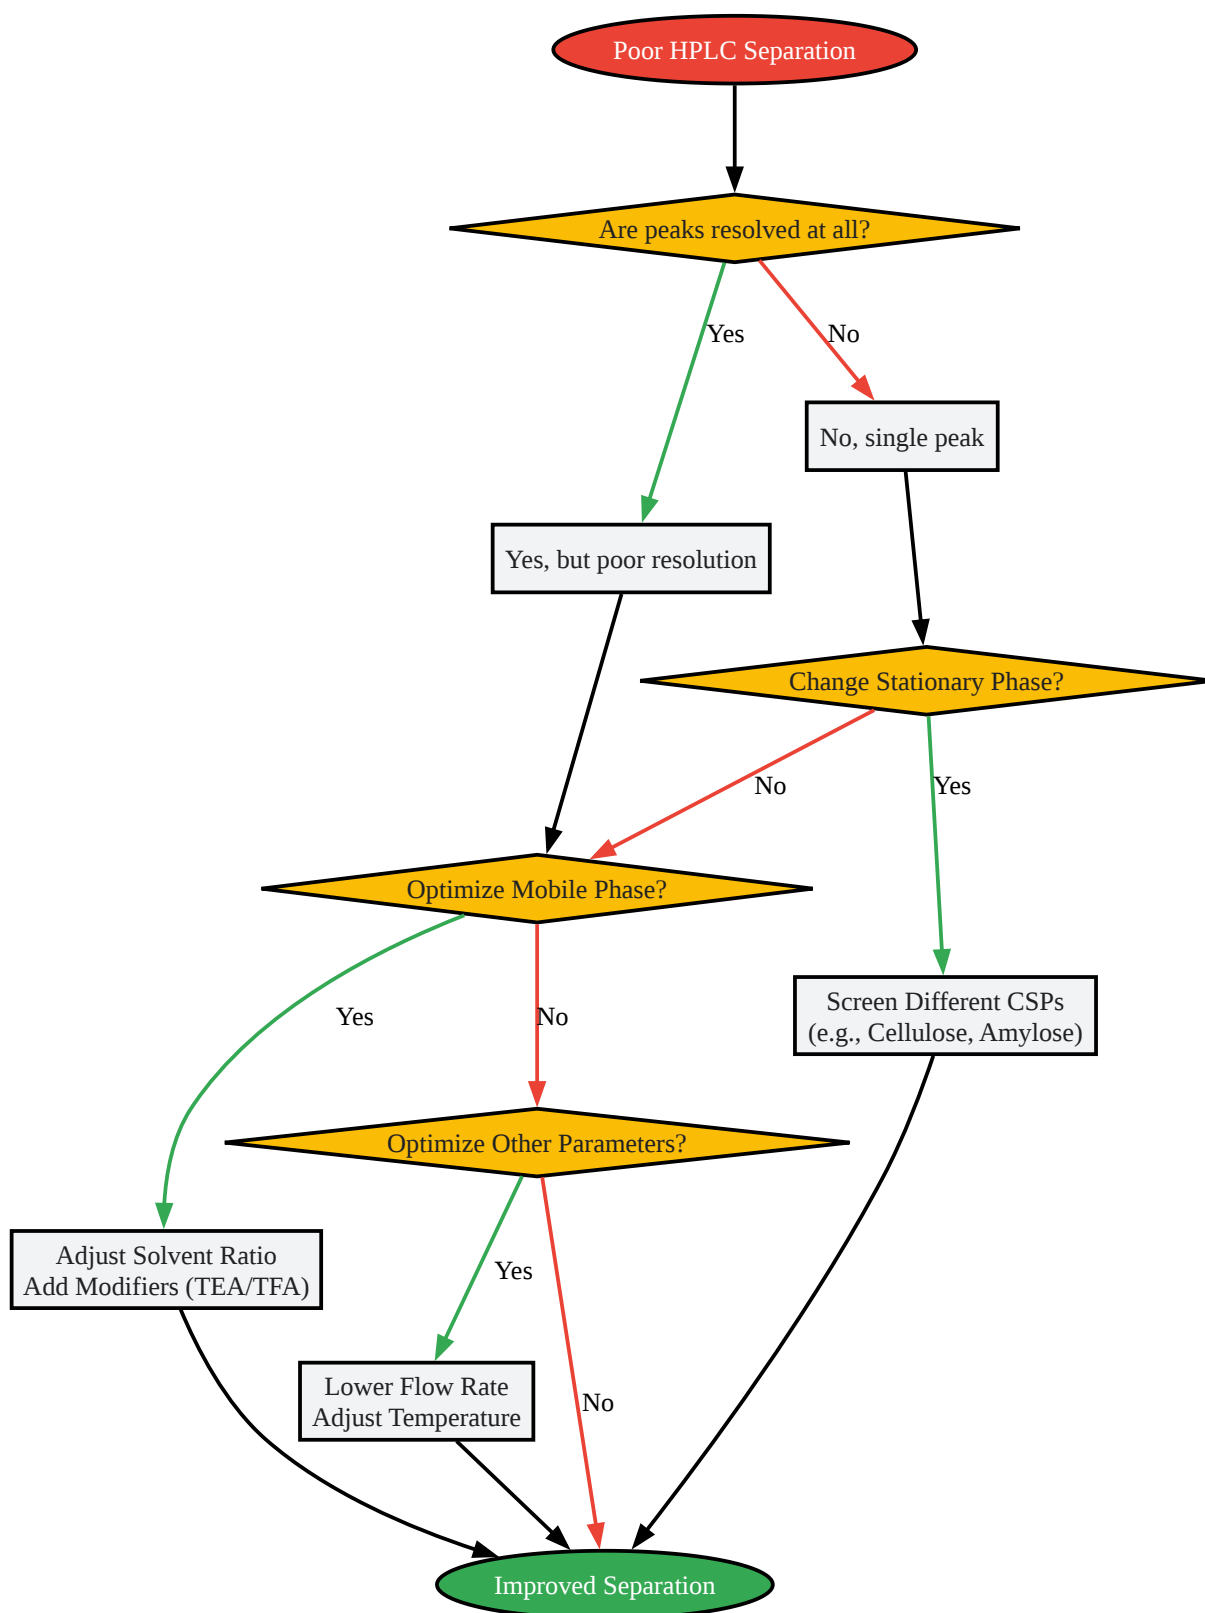 Poor HPLC Separation
Are peaks resolved at all?
Yes
No
No, single peak
Yes, but poor resolution
Change Stationary Phase?
No
Yes
Optimize Mobile Phase?
Screen Different CSPs
(e.g., Cellulose, Amylose)
Yes
No
Optimize Other Parameters?
Adjust Solvent Ratio
Add Modifiers (TEA/TFA)
Yes
Lower Flow Rate
Adjust Temperature
No
Improved Separation